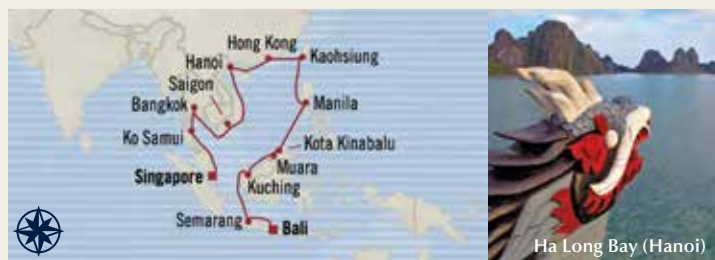 Hong Kong
Hanoi
Kaohsiung
Saigon
Bangkok
Manila
Ko Samui
Kota Kinabalu
Muara
Singapore
Kuching
Semarang
Bali
Ha Long Bay (Hanoi)